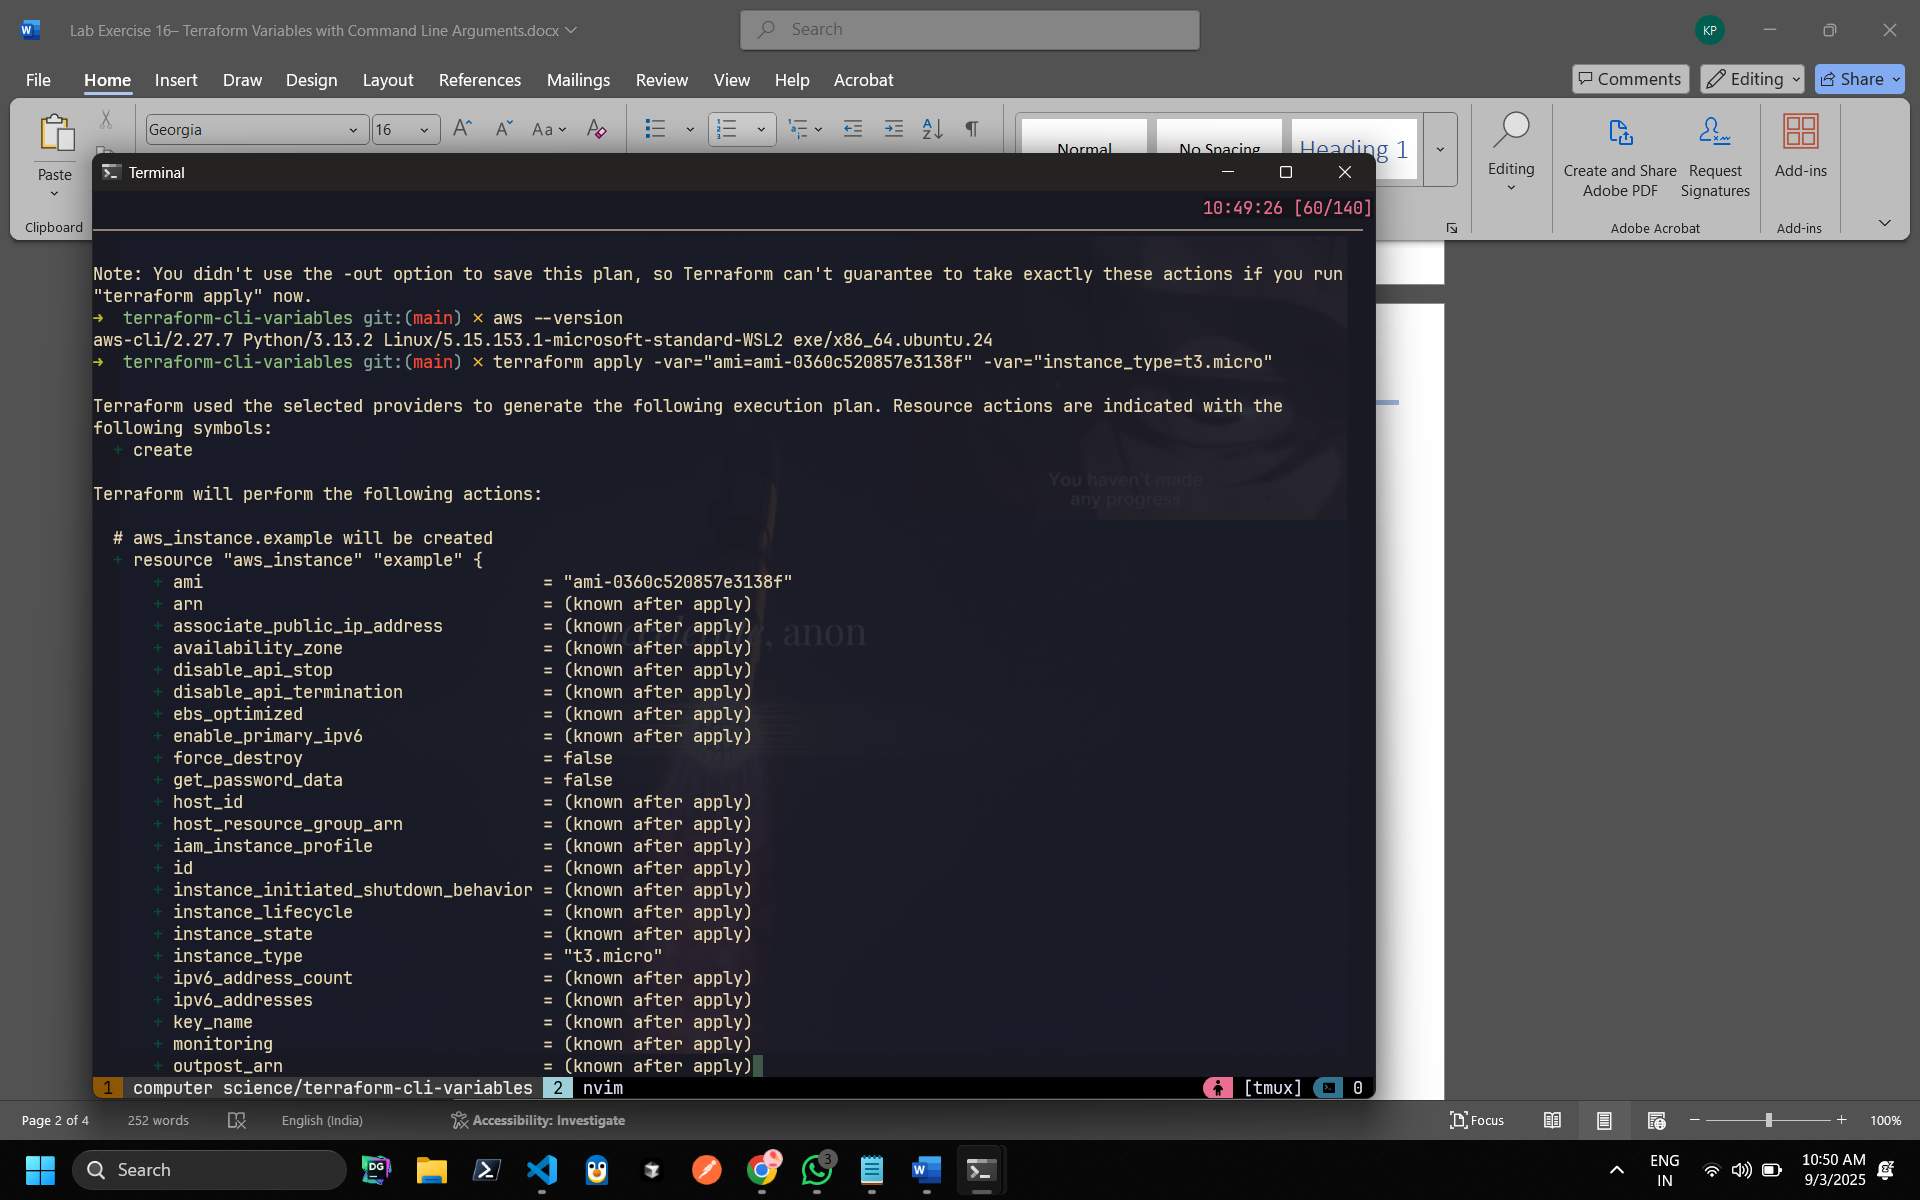 Lab Exercise 16– Terraform Variables with Command Line Arguments.docx
Search
KP
File Home Insert Draw Design Layout References Mailings Review View Help Acrobat
Comments Editing Share
Georgia 16
Paste
Clipboard
Normal
No Spacing
Heading 1
Editing
Create and Share
Adobe PDF
Request
Signatures
Adobe Acrobat
Add-ins
Add-ins
Terminal
10:49:26 [60/140]
Note: You didn't use the -out option to save this plan, so Terraform can't guarantee to take exactly these actions if you run
"terraform apply" now.
➜ terraform-cli-variables git:(main) × aws --version
aws-cli/2.27.7 Python/3.13.2 Linux/5.15.153.1-microsoft-standard-WSL2 exe/x86_64.ubuntu.24
➜ terraform-cli-variables git:(main) × terraform apply -var="ami=ami-0360c520857e3138f" -var="instance_type=t3.micro"
Terraform used the selected providers to generate the following execution plan. Resource actions are indicated with the
following symbols:
+ create
You haven't made
any progress
Terraform will perform the following actions:
# aws_instance.example will be created
+ resource "aws_instance" "example" {
+ ami = "ami-0360c520857e3138f"
+ arn = (known after apply)
+ associate_public_ip_address = (known after apply)
, anon
+ availability_zone = (known after apply)
+ disable_api_stop = (known after apply)
+ disable_api_termination = (known after apply)
+ ebs_optimized = (known after apply)
+ enable_primary_ipv6 = (known after apply)
+ force_destroy = false
+ get_password_data = false
+ host_id = (known after apply)
+ host_resource_group_arn = (known after apply)
+ iam_instance_profile = (known after apply)
+ id = (known after apply)
+ instance_initiated_shutdown_behavior = (known after apply)
+ instance_lifecycle = (known after apply)
+ instance_state = (known after apply)
+ instance_type = "t3.micro"
+ ipv6_address_count = (known after apply)
+ ipv6_addresses = (known after apply)
+ key_name = (known after apply)
+ monitoring = (known after apply)
+ outpost_arn = (known after apply)
1 computer science/terraform-cli-variables 2 nvim [tmux] 0
Page 2 of 4 252 words English (India) Accessibility: Investigate Focus 100%
Search
DG
3
ENG
IN
10:50 AM
9/3/2025